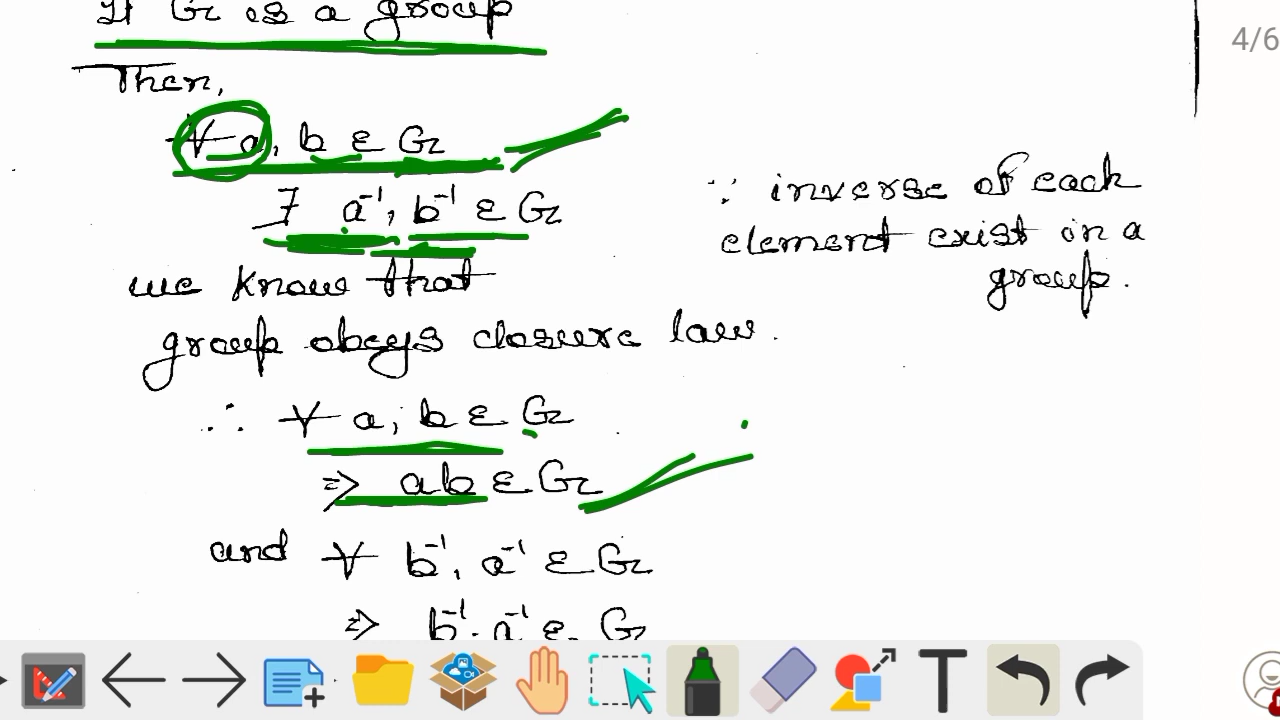 If G is a group
Then,
∀ a, b ε G
∃ a⁻¹, b⁻¹ ε G
∵ inverse of each
element exist in a
group.
we know that
group obeys closure law.
∴ ∀ a, b ε G
⇒ ab ε G
and ∀ b⁻¹, a⁻¹ ε G
⇒ b⁻¹. a⁻¹ ε G
4/6
T